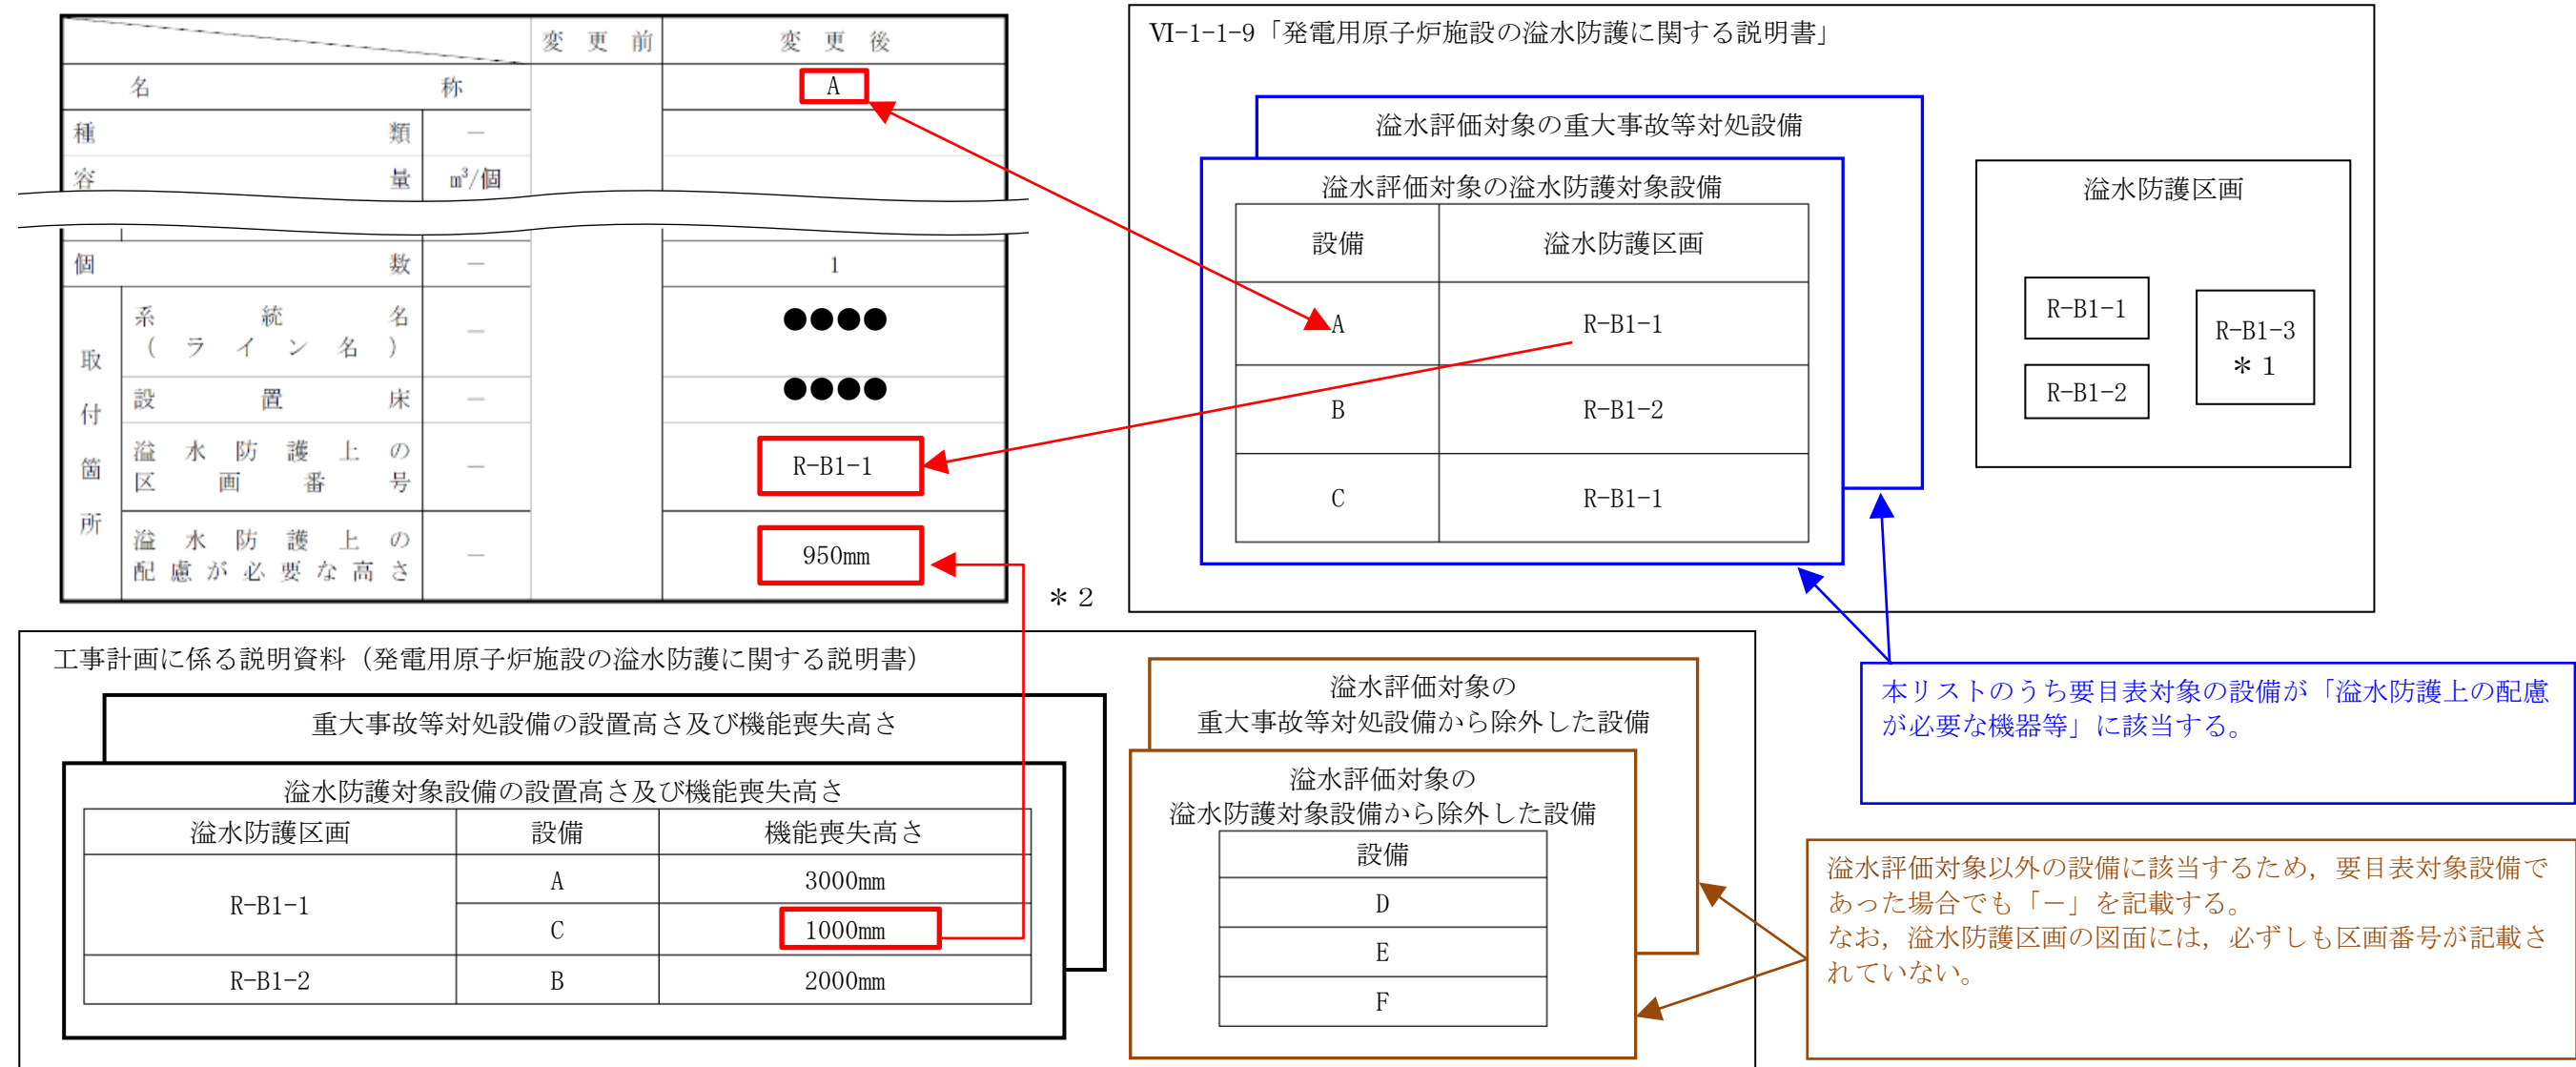 変更前 変更後
名称 A
種類 －
容量 m³/個
個数 － 1
取付箇所
系統名
（ライン名） － ●●●●
設置床 － ●●●●
溢水防護上の
区画番号 － R-B1-1
溢水防護上の
配慮が必要な高さ － 950mm
＊2
Ⅵ-1-1-9「発電用原子炉施設の溢水防護に関する説明書」
溢水評価対象の重大事故等対処設備
溢水評価対象の溢水防護対象設備
設備 溢水防護区画
A R-B1-1
B R-B1-2
C R-B1-1
溢水防護区画
R-B1-1
R-B1-2
R-B1-3
＊1
工事計画に係る説明資料（発電用原子炉施設の溢水防護に関する説明書）
重大事故等対処設備の設置高さ及び機能喪失高さ
溢水防護対象設備の設置高さ及び機能喪失高さ
溢水防護区画 設備 機能喪失高さ
R-B1-1 A 3000mm
C 1000mm
R-B1-2 B 2000mm
溢水評価対象の
重大事故等対処設備から除外した設備
溢水評価対象の
溢水防護対象設備から除外した設備
設備
D
E
F
本リストのうち要目表対象の設備が「溢水防護上の配慮
が必要な機器等」に該当する。
溢水評価対象以外の設備に該当するため，要目表対象設備で
あった場合でも「－」を記載する。
なお，溢水防護区画の図面には，必ずしも区画番号が記載さ
れていない。